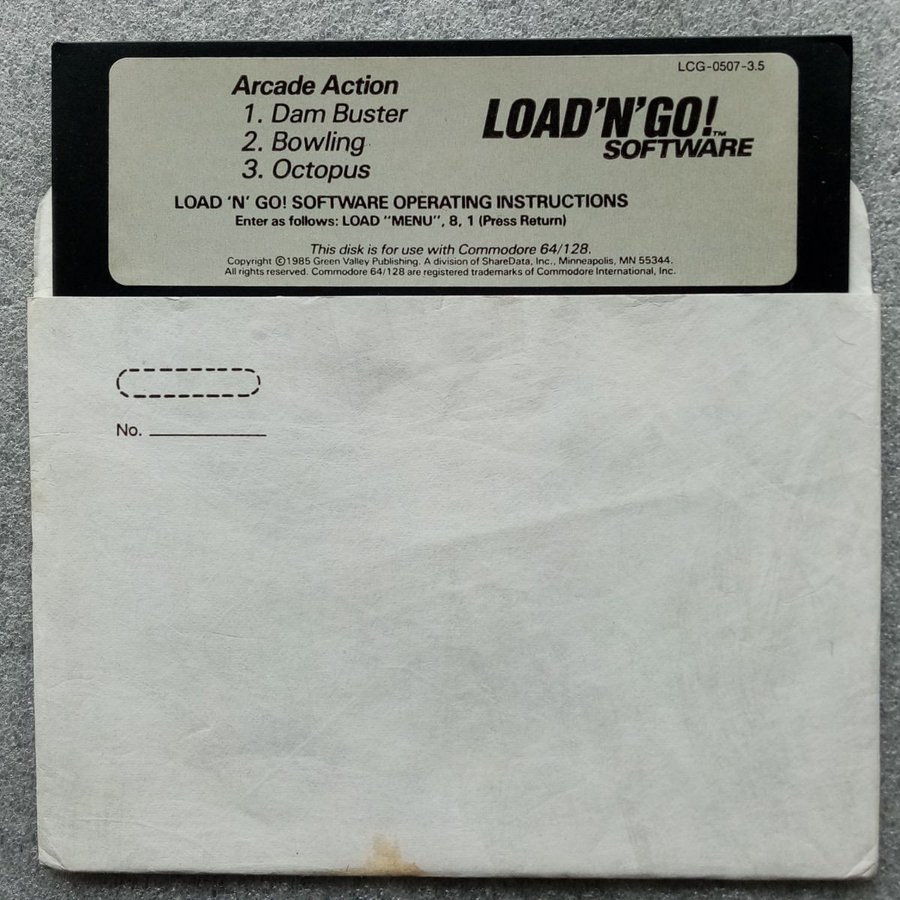 LCG-0507-3.5
Arcade Action
1. Dam Buster
2. Bowling
3. Octopus
LOAD'N'GO!™
SOFTWARE
LOAD 'N' GO! SOFTWARE OPERATING INSTRUCTIONS
Enter as follows: LOAD "MENU", 8, 1 (Press Return)
This disk is for use with Commodore 64/128.
Copyright ©1985 Green Valley Publishing. A division of ShareData, Inc., Minneapolis, MN 55344.
All rights reserved. Commodore 64/128 are registered trademarks of Commodore International, Inc.
No.